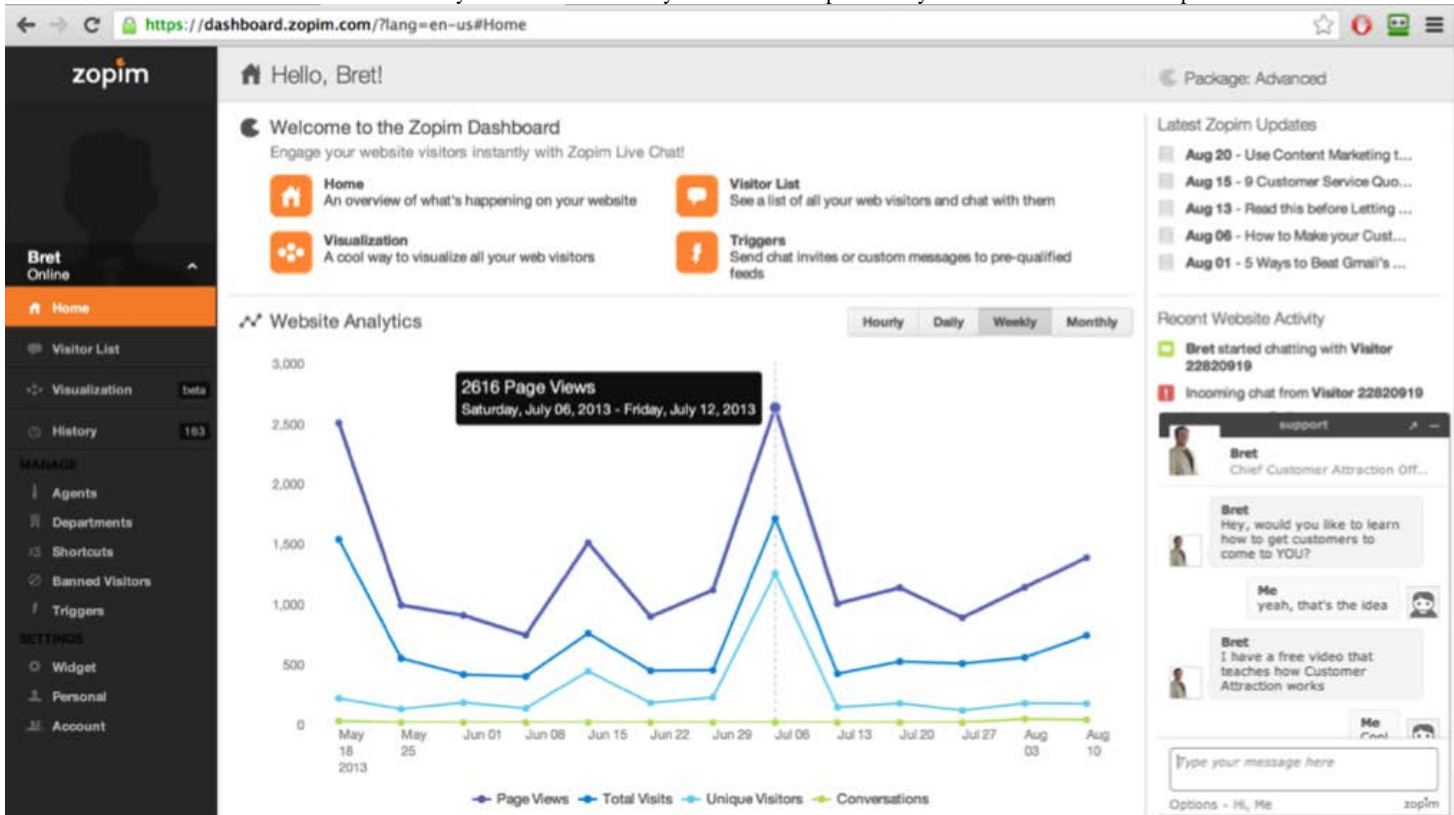 https://dashboard.zopim.com/?lang=en-us#Home
zopim
Hello, Bret!
Package: Advanced
Bret
Online
Home
Visitor List
Visualization
beta
History
163
MANAGE
Agents
Departments
Shortcuts
Banned Visitors
Triggers
SETTINGS
Widget
Personal
Account
Welcome to the Zopim Dashboard
Engage your website visitors instantly with Zopim Live Chat!
Home
An overview of what's happening on your website
Visitor List
See a list of all your web visitors and chat with them
Visualization
A cool way to visualize all your web visitors
Triggers
Send chat invites or custom messages to pre-qualified
feeds
Website Analytics
Hourly Daily Weekly Monthly
3,000
2,500
2,000
1,500
1,000
500
0
2616 Page Views
Saturday, July 06, 2013 - Friday, July 12, 2013
May
18
2013
May
25
Jun 01
Jun 08
Jun 15
Jun 22
Jun 29
Jul 06
Jul 13
Jul 20
Jul 27
Aug
03
Aug
10
Page Views Total Visits Unique Visitors Conversations
Latest Zopim Updates
Aug 20 - Use Content Marketing t...
Aug 15 - 9 Customer Service Quo...
Aug 13 - Read this before Letting ...
Aug 06 - How to Make your Cust...
Aug 01 - 5 Ways to Beat Gmail's ...
Recent Website Activity
Bret started chatting with Visitor
22820919
Incoming chat from Visitor 22820919
support
Bret
Chief Customer Attraction Off...
Bret
Hey, would you like to learn
how to get customers to
come to YOU?
Me
yeah, that's the idea
Bret
I have a free video that
teaches how Customer
Attraction works
Me
Type your message here
Options - Hi, Me
zopim